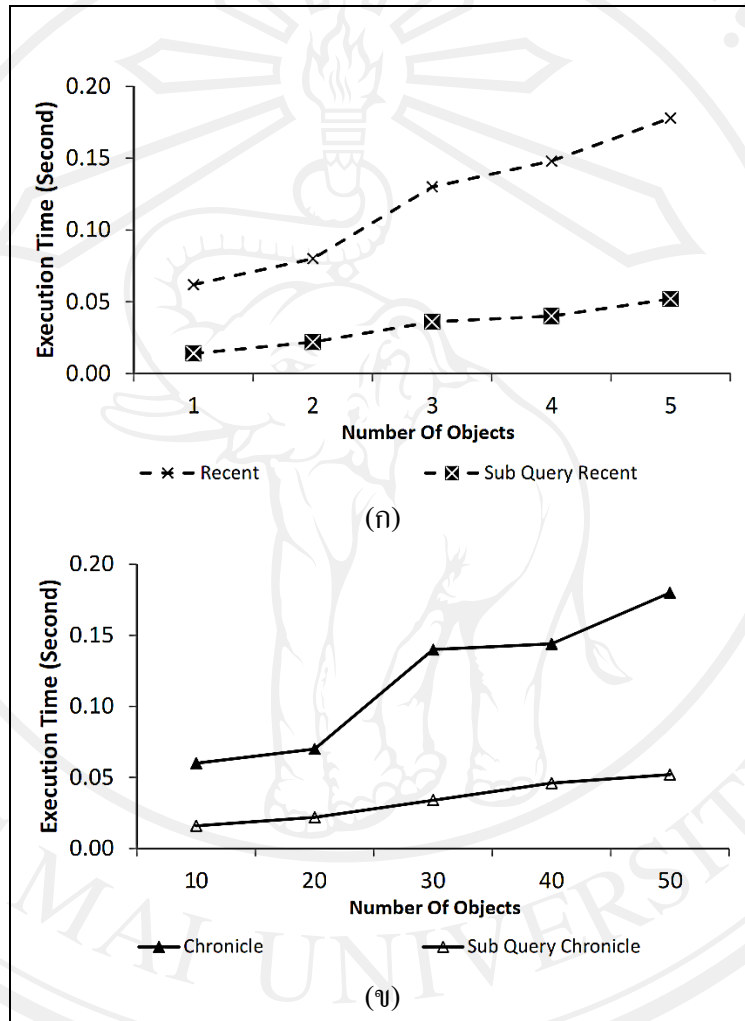 0.20
0.15
0.10
0.05
0.00
Execution Time (Second)
1 2 3 4 5
Number Of Objects
Recent Sub Query Recent
(ก)
0.20
0.15
0.10
0.05
0.00
Execution Time (Second)
10 20 30 40 50
Number Of Objects
Chronicle Sub Query Chronicle
(ข)
MAI UNIVERSIT